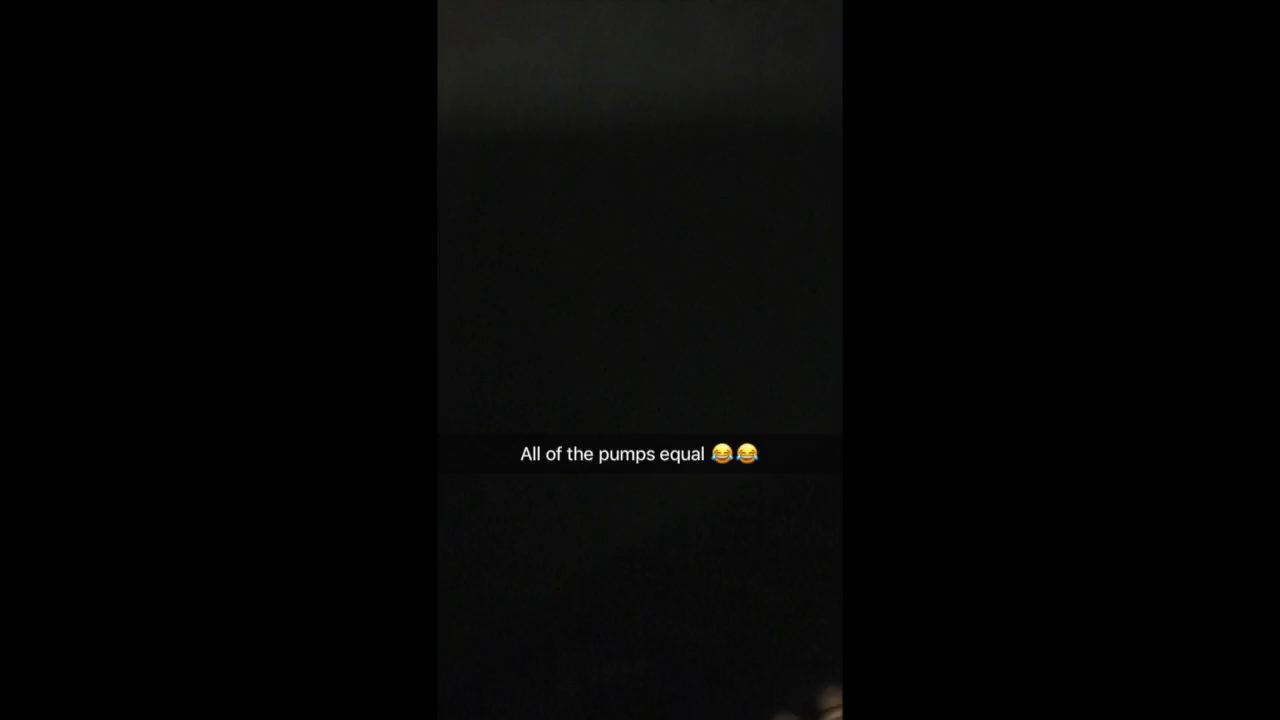 All of the pumps equal 😂😂